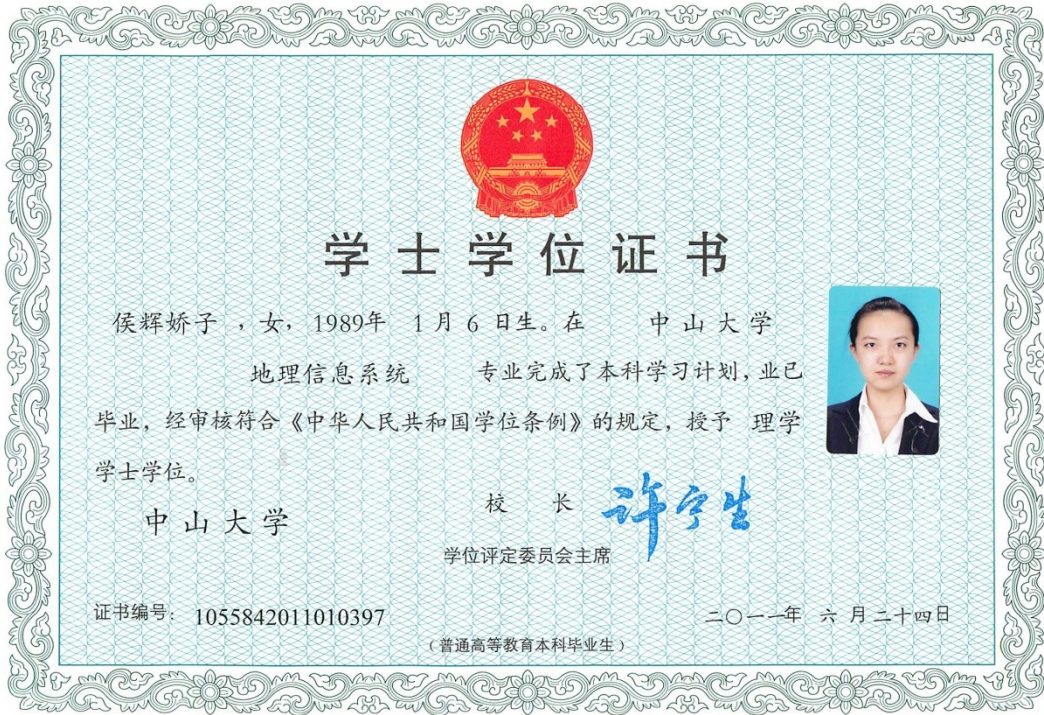 学士学位证书
侯辉娇子 ，女，1989年 1 月 6 日生。在 中山大学
地理信息系统 专业完成了本科学习计划，业已
毕业，经审核符合《中华人民共和国学位条例》的规定，授予 理学
学士学位。
中山大学
校 长 许宁生
学位评定委员会主席
证书编号：1055842011010397
二〇一一年 六 月二十四日
（普通高等教育本科毕业生）